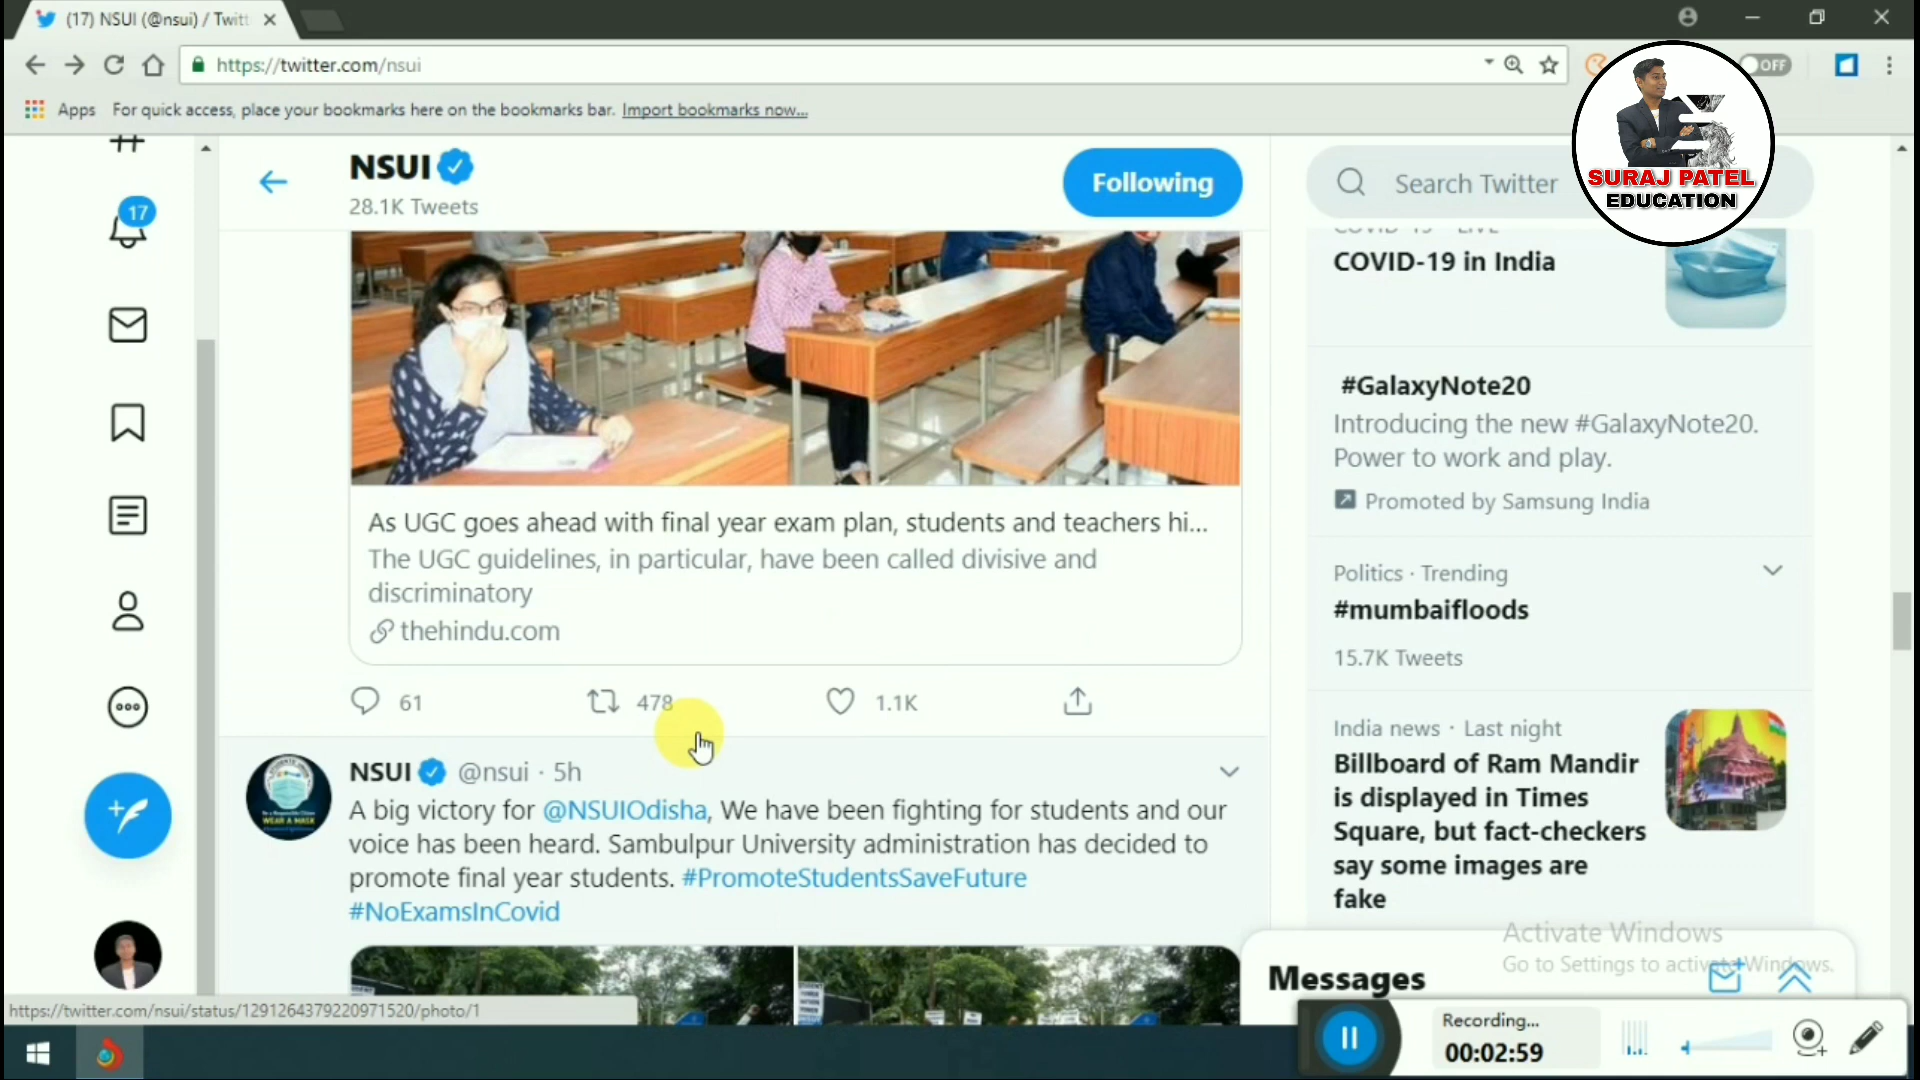 (17) NSUI (@nsui) / Twitt
https://twitter.com/nsui
OFF
Apps For quick access, place your bookmarks here on the bookmarks bar. Import bookmarks now...
SURAJ PATEL
EDUCATION
NSUI
28.1K Tweets
Following
Search Twitter
17
COVID-19 in India
#GalaxyNote20
Introducing the new #GalaxyNote20.
Power to work and play.
Promoted by Samsung India
As UGC goes ahead with final year exam plan, students and teachers hi...
The UGC guidelines, in particular, have been called divisive and
discriminatory
thehindu.com
Politics · Trending
#mumbaifloods
15.7K Tweets
61 478 1.1K
India news · Last night
Billboard of Ram Mandir
is displayed in Times
Square, but fact-checkers
say some images are
fake
NSUI @nsui · 5h
A big victory for @NSUIOdisha, We have been fighting for students and our
voice has been heard. Sambulpur University administration has decided to
promote final year students. #PromoteStudentsSaveFuture
#NoExamsInCovid
WEAR A MASK
Activate Windows
Go to Settings to activate Windows.
Messages
https://twitter.com/nsui/status/1291264379220971520/photo/1
Recording...
00:02:59